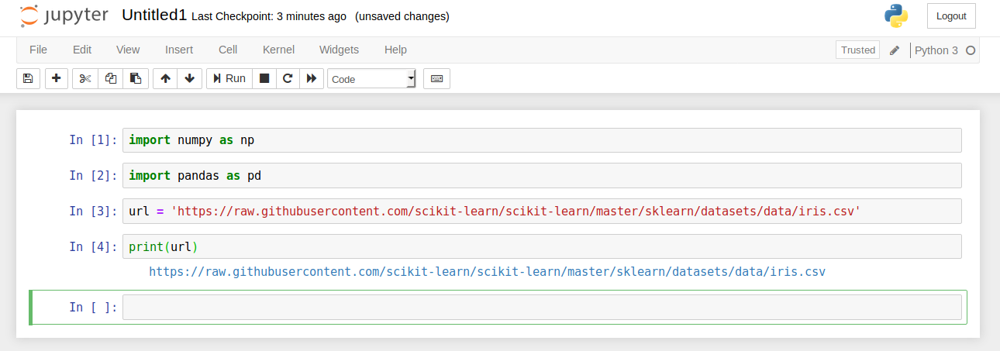 jupyter Untitled1 Last Checkpoint: 3 minutes ago (unsaved changes) Logout
File Edit View Insert Cell Kernel Widgets Help Trusted Python 3
Run Code
In [1]: import numpy as np
In [2]: import pandas as pd
In [3]: url = 'https://raw.githubusercontent.com/scikit-learn/scikit-learn/master/sklearn/datasets/data/iris.csv'
In [4]: print(url)
https://raw.githubusercontent.com/scikit-learn/scikit-learn/master/sklearn/datasets/data/iris.csv
In [ ]: